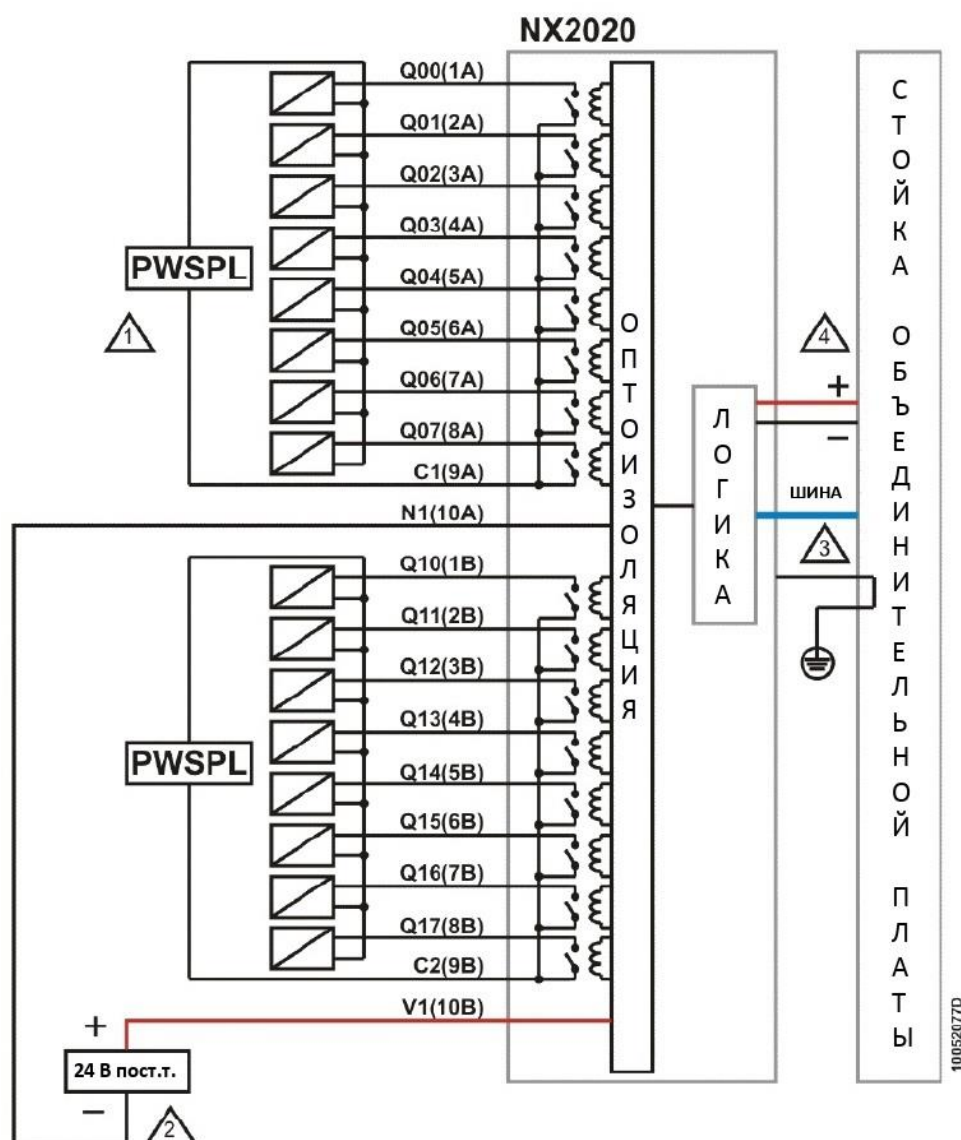 NX2020
Q00(1A)
Q01(2A)
Q02(3A)
Q03(4A)
Q04(5A)
Q05(6A)
Q06(7A)
Q07(8A)
C1(9A)
N1(10A)
Q10(1B)
Q11(2B)
Q12(3B)
Q13(4B)
Q14(5B)
Q15(6B)
Q16(7B)
Q17(8B)
C2(9B)
V1(10B)
PWSPL
1
PWSPL
+
24 В пост.т.
−
2
ОПТОИЗОЛЯЦИЯ
ЛОГИКА
4
+
−
ШИНА
3
СТОЙКА ОБЪЕДИНИТЕЛЬНОЙ ПЛАТЫ
10052077D